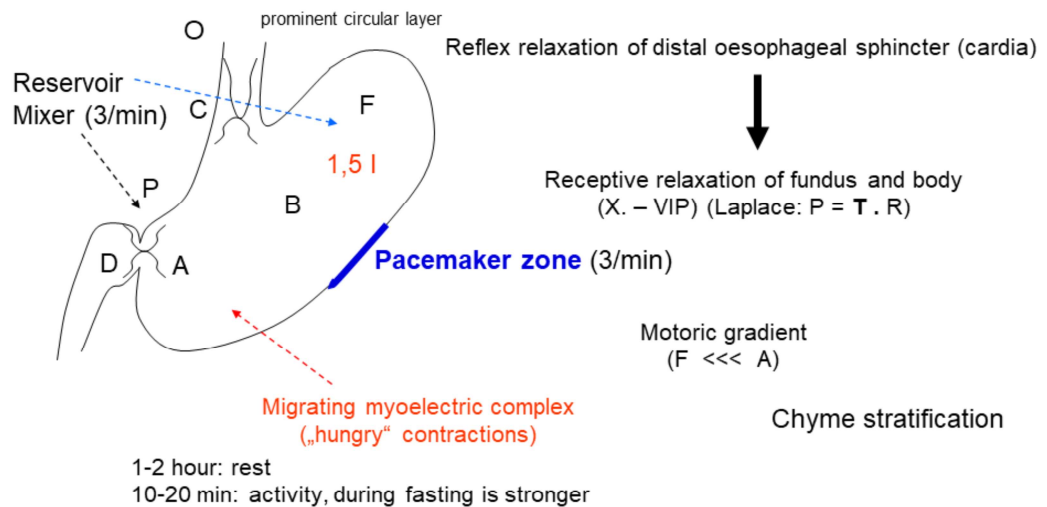 prominent circular layer
O
Reflex relaxation of distal oesophageal sphincter (cardia)
Reservoir
Mixer (3/min)
C
F
1,5 l
P
B
Receptive relaxation of fundus and body
(X. – VIP) (Laplace: P = T . R)
D
A
Pacemaker zone (3/min)
Motoric gradient
(F <<< A)
Migrating myoelectric complex
(„hungry“ contractions)
Chyme stratification
1-2 hour: rest
10-20 min: activity, during fasting is stronger